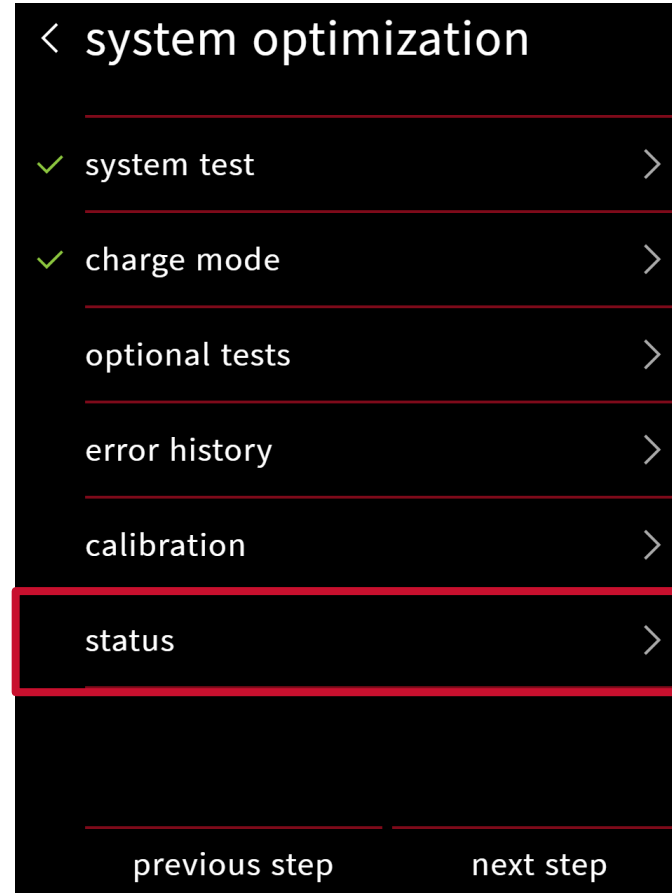 system optimization
system test
charge mode
optional tests
error history
calibration
status
previous step next step